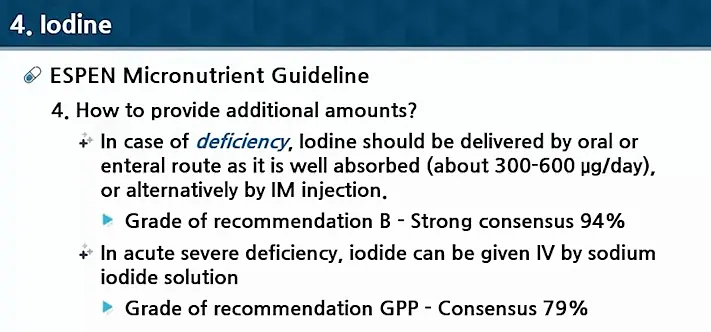 4. Iodine
ESPEN Micronutrient Guideline
4. How to provide additional amounts?
In case of deficiency, Iodine should be delivered by oral or
enteral route as it is well absorbed (about 300-600 μg/day),
or alternatively by IM injection.
Grade of recommendation B - Strong consensus 94%
In acute severe deficiency, iodide can be given IV by sodium
iodide solution
Grade of recommendation GPP - Consensus 79%